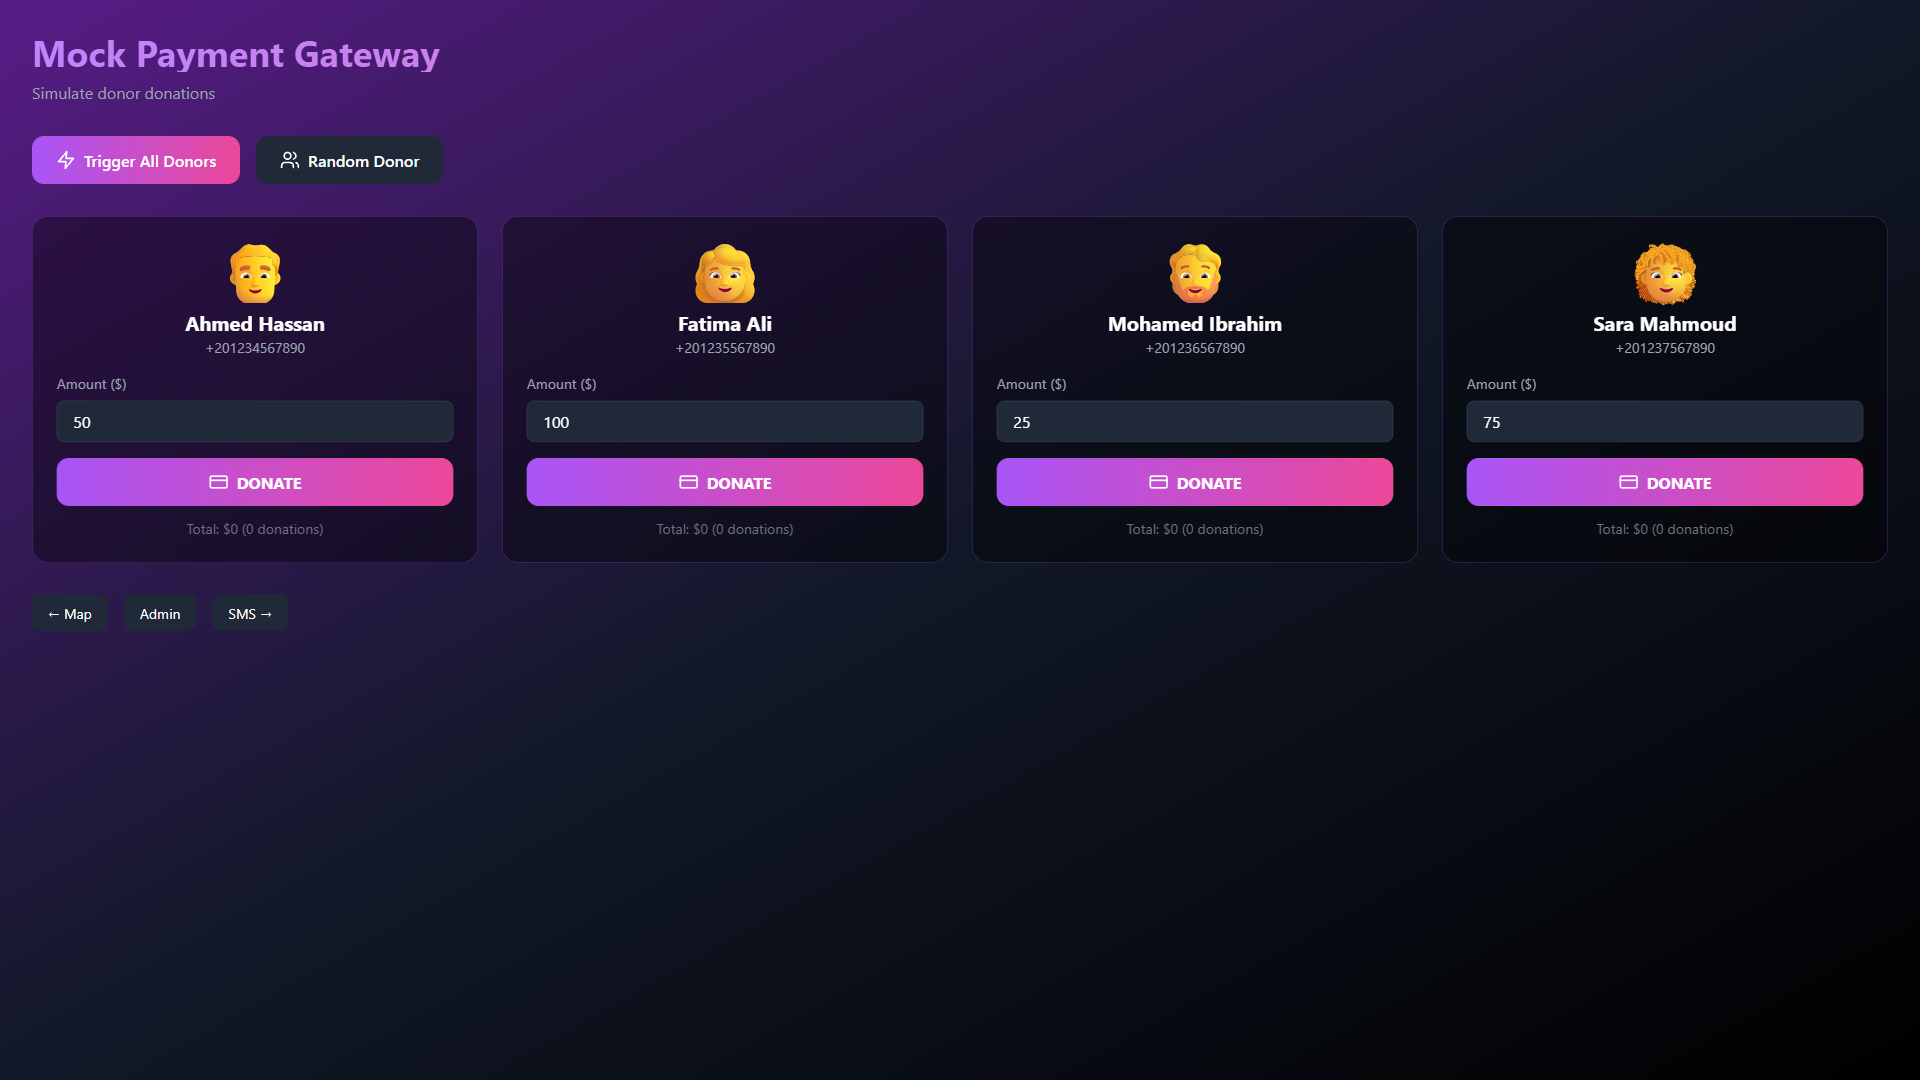 Mock Payment Gateway
Simulate donor donations
Trigger All Donors
Random Donor
Ahmed Hassan
+201234567890
Amount ($)
50
DONATE
Total: $0 (0 donations)
Fatima Ali
+201235567890
Amount ($)
100
DONATE
Total: $0 (0 donations)
Mohamed Ibrahim
+201236567890
Amount ($)
25
DONATE
Total: $0 (0 donations)
Sara Mahmoud
+201237567890
Amount ($)
75
DONATE
Total: $0 (0 donations)
← Map
Admin
SMS →